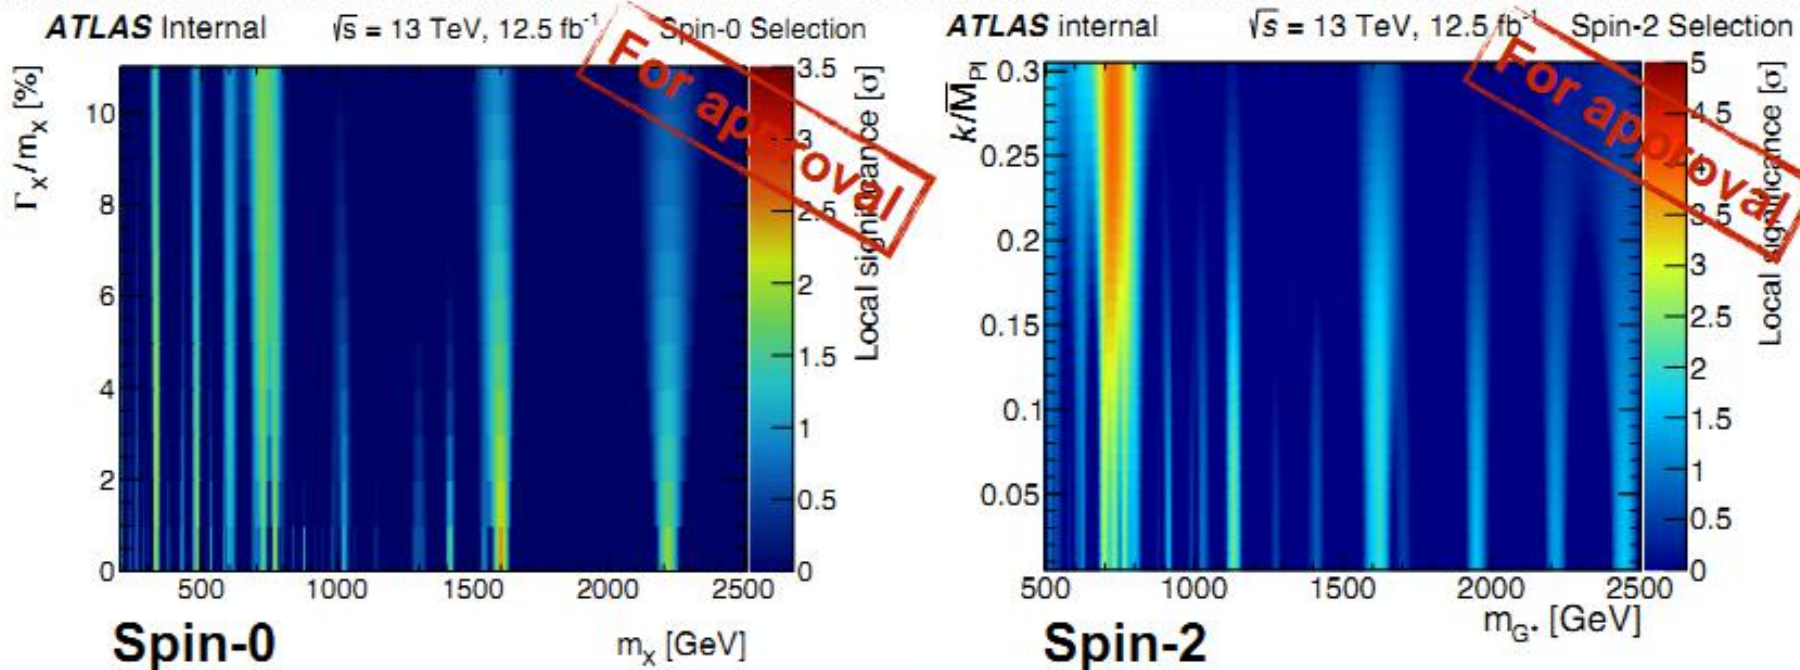 ATLAS Internal √s = 13 TeV, 12.5 fb⁻¹ Spin-0 Selection
Γ_X/m_X [%]
10
8
6
4
2
0
500 1000 1500 2000 2500
m_X [GeV]
3.5
3
2.5
2
1.5
1
0.5
0
Local significance [σ]
For approval
Spin-0
ATLAS internal √s = 13 TeV, 12.5 fb⁻¹ Spin-2 Selection
k/M̅_Pl
0.3
0.25
0.2
0.15
0.1
0.05
500 1000 1500 2000 2500
m_G* [GeV]
5
4.5
4
3.5
3
2.5
2
1.5
1
0.5
0
Local significance [σ]
For approval
Spin-2